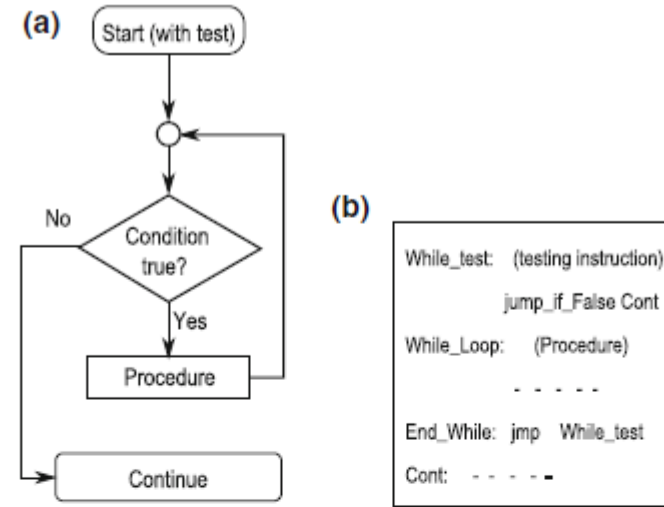 (a)
Start (with test)
No
Condition
true?
Yes
Procedure
Continue
(b)
While_test: (testing instruction)
jump_if_False Cont
While_Loop: (Procedure)
- - - - -
End_While: jmp While_test
Cont: - - - - -